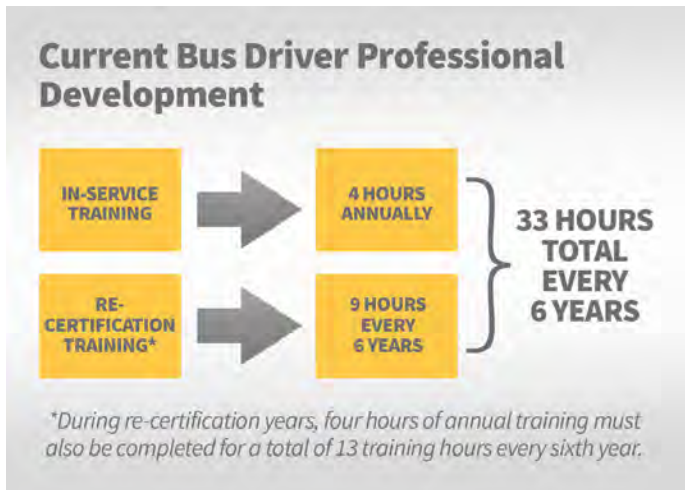 Current Bus Driver Professional
Development
IN-SERVICE
TRAINING
4 HOURS
ANNUALLY
RE-
CERTIFICATION
TRAINING*
9 HOURS
EVERY
6 YEARS
33 HOURS
TOTAL
EVERY
6 YEARS
*During re-certification years, four hours of annual training must
also be completed for a total of 13 training hours every sixth year.